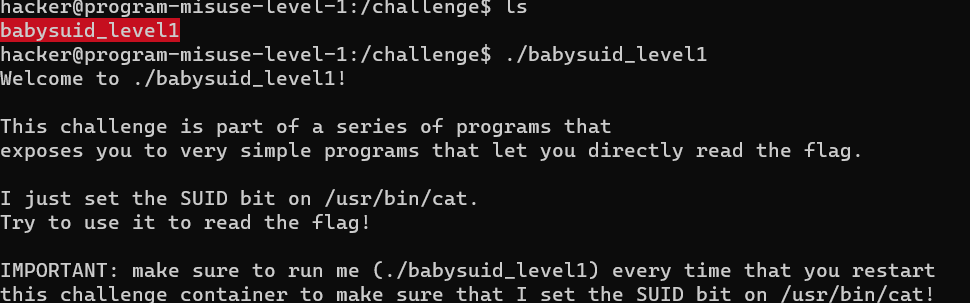 hacker@program-misuse-level-1:/challenge$ ls
babysuid_level1
hacker@program-misuse-level-1:/challenge$ ./babysuid_level1
Welcome to ./babysuid_level1!
This challenge is part of a series of programs that
exposes you to very simple programs that let you directly read the flag.
I just set the SUID bit on /usr/bin/cat.
Try to use it to read the flag!
IMPORTANT: make sure to run me (./babysuid_level1) every time that you restart
this challenge container to make sure that I set the SUID bit on /usr/bin/cat!